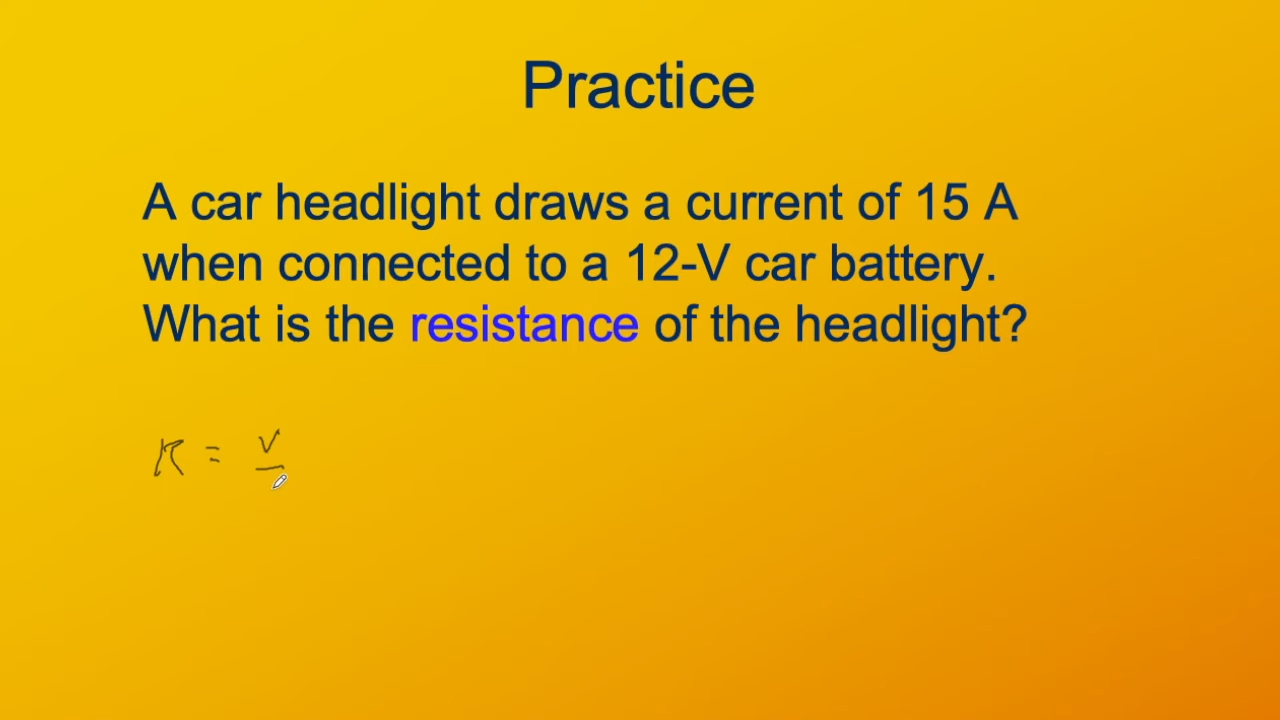 Practice
A car headlight draws a current of 15 A
when connected to a 12-V car battery.
What is the resistance of the headlight?
R = V